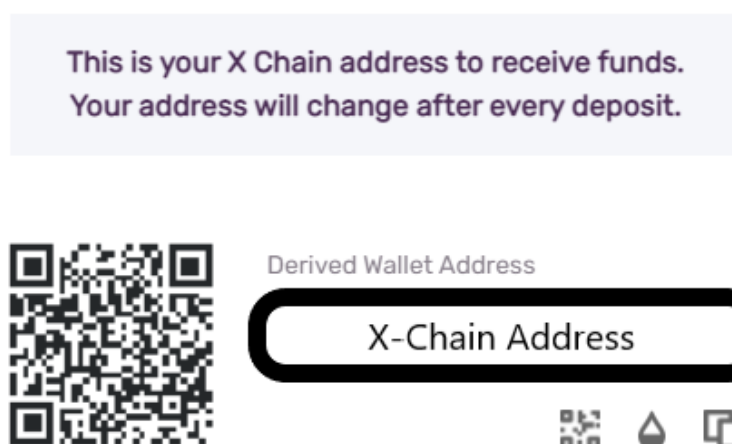 This is your X Chain address to receive funds.
Your address will change after every deposit.
Derived Wallet Address
X-Chain Address